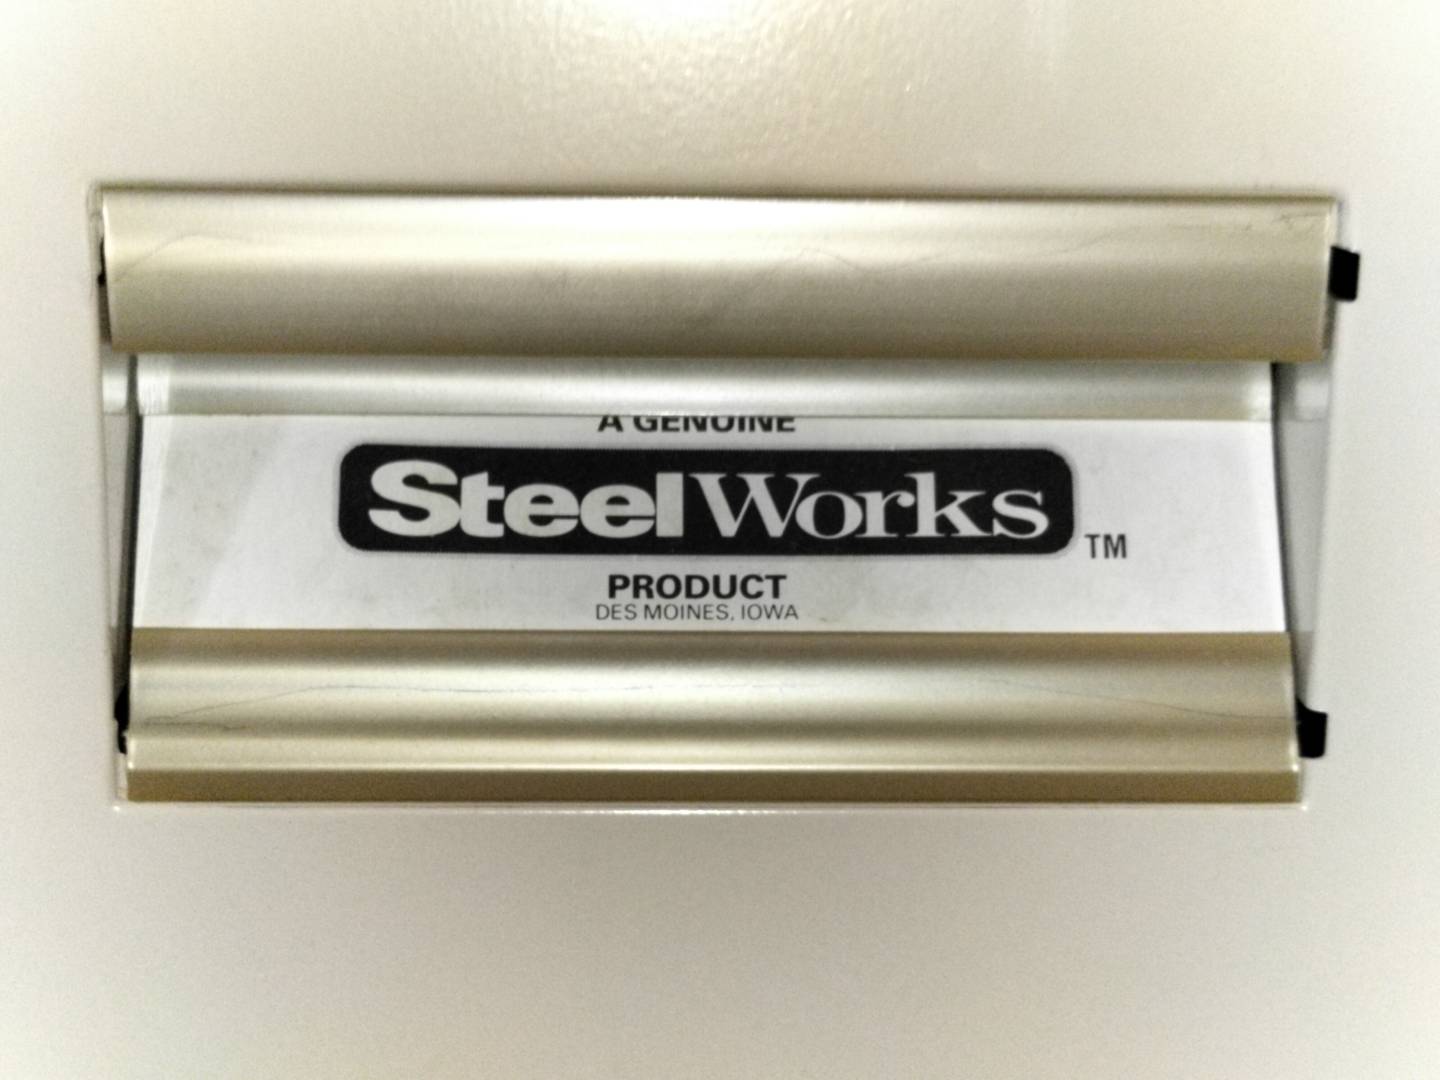 A GENUINE
SteelWorks TM
PRODUCT
DES MOINES, IOWA